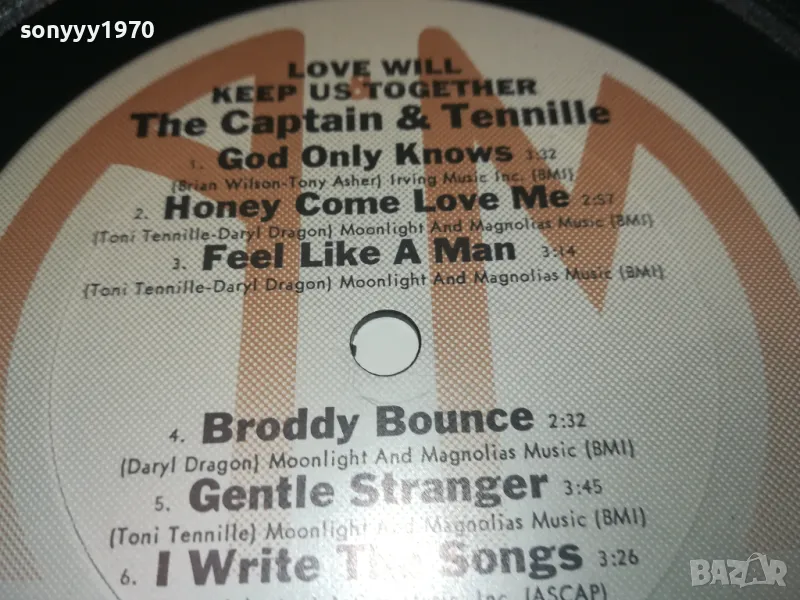 sonyyy1970
LOVE WILL
KEEP US TOGETHER
The Captain & Tennille
1. God Only Knows 3:32
(Brian Wilson-Tony Asher) Irving Music Inc. (BMI)
2. Honey Come Love Me 2:57
(Toni Tennille-Daryl Dragon) Moonlight And Magnolias Music (BMI)
3. Feel Like A Man 3:14
(Toni Tennille-Daryl Dragon) Moonlight And Magnolias Music (BMI)
4. Broddy Bounce 2:32
(Daryl Dragon) Moonlight And Magnolias Music (BMI)
5. Gentle Stranger 3:45
(Toni Tennille) Moonlight And Magnolias Music (BMI)
6. I Write The Songs 3:26
Inc. (ASCAP)
BAZAR